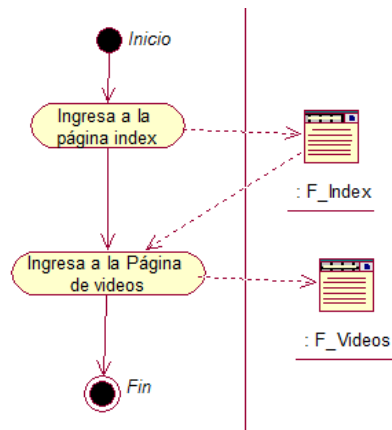 Inicio
Ingresa a la
página index
: F_Index
Ingresa a la Página
de videos
: F_Videos
Fin